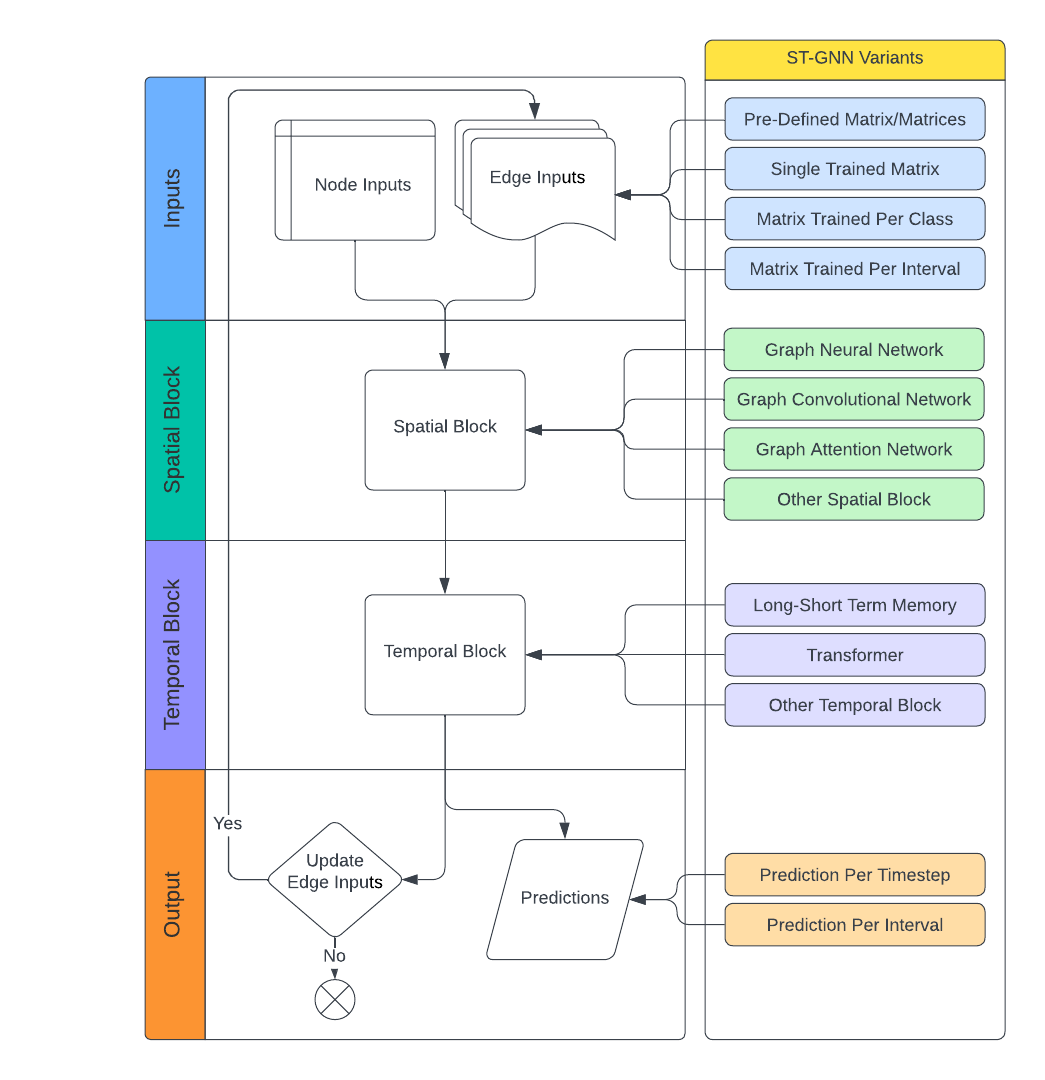 ST-GNN Variants
Inputs
Node Inputs
Edge Inputs
Pre-Defined Matrix/Matrices
Single Trained Matrix
Matrix Trained Per Class
Matrix Trained Per Interval
Spatial Block
Spatial Block
Graph Neural Network
Graph Convolutional Network
Graph Attention Network
Other Spatial Block
Temporal Block
Temporal Block
Long-Short Term Memory
Transformer
Other Temporal Block
Output
Yes
Update
Edge Inputs
No
Predictions
Prediction Per Timestep
Prediction Per Interval